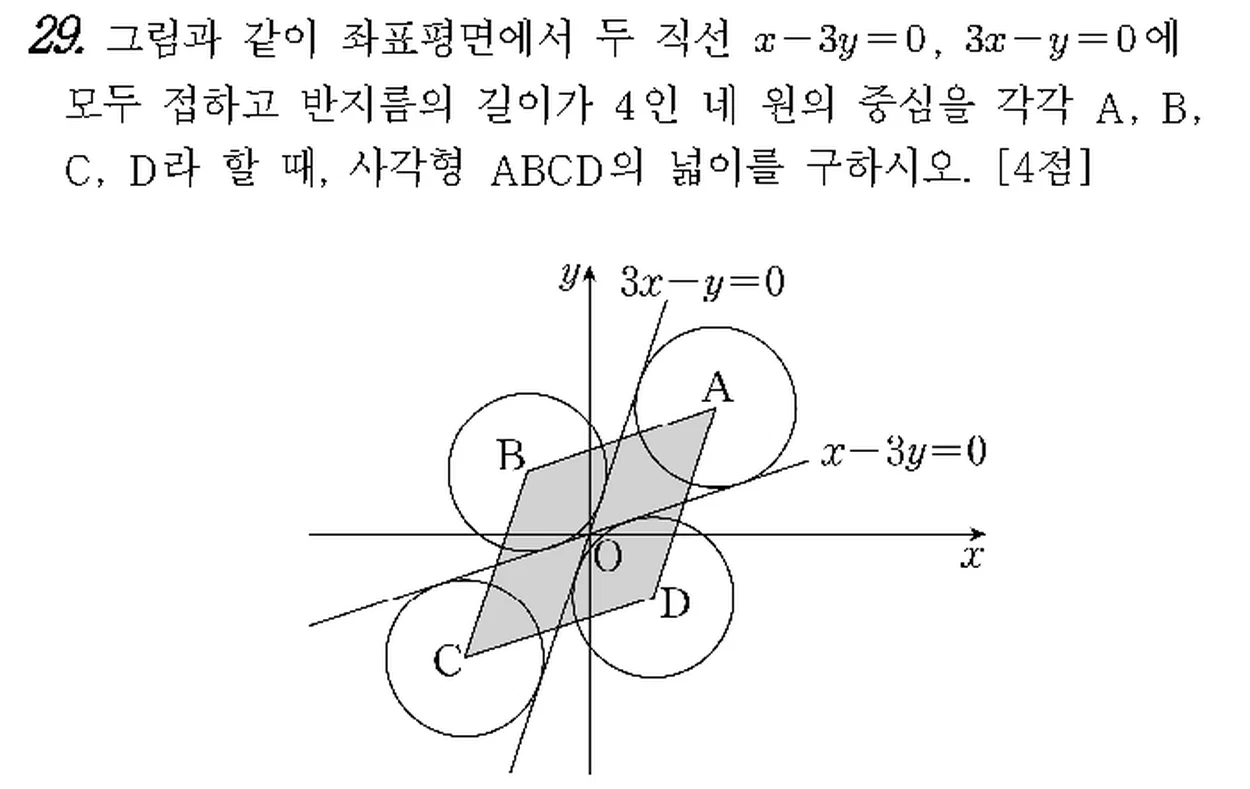 29. 그림과 같이 좌표평면에서 두 직선 x-3y=0, 3x-y=0에
모두 접하고 반지름의 길이가 4인 네 원의 중심을 각각 A, B,
C, D라 할 때, 사각형 ABCD의 넓이를 구하시오. [4점]
y 3x-y=0
A
B
x-3y=0
O
x
D
C